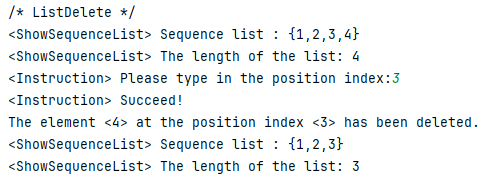 /* ListDelete */
<ShowSequenceList> Sequence list : {1,2,3,4}
<ShowSequenceList> The length of the list: 4
<Instruction> Please type in the position index:3
<Instruction> Succeed!
The element <4> at the position index <3> has been deleted.
<ShowSequenceList> Sequence list : {1,2,3}
<ShowSequenceList> The length of the list: 3